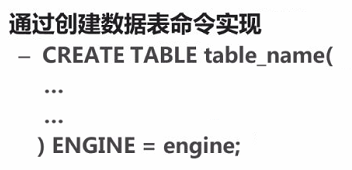 通过创建数据表命令实现
– CREATE TABLE table_name(
...
...
) ENGINE = engine;